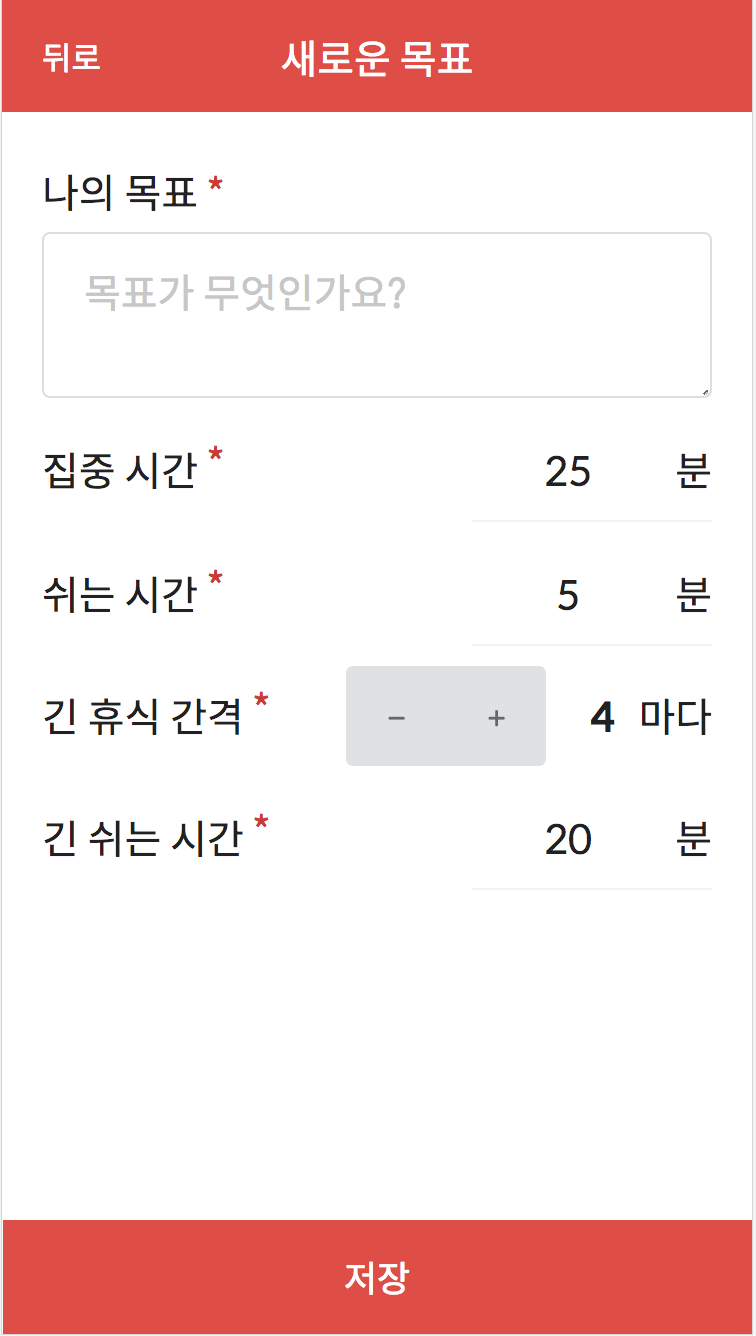 뒤로 새로운 목표
나의 목표 *
목표가 무엇인가요?
집중 시간 * 25 분
쉬는 시간 * 5 분
긴 휴식 간격 * − + 4 마다
긴 쉬는 시간 * 20 분
저장